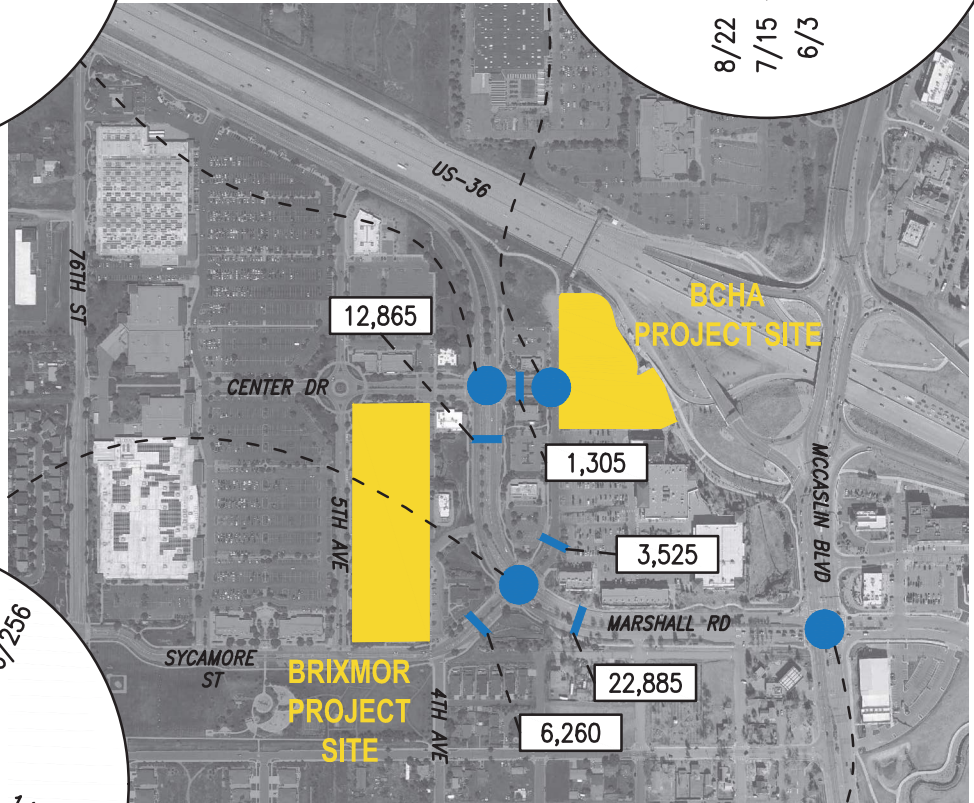 8/22
7/15
6/3
US-36
76TH ST
12,865
BCHA
PROJECT SITE
CENTER DR
1,305
5TH AVE
MCCASLIN BLVD
3,525
MARSHALL RD
/256
SYCAMORE
ST
22,885
BRIXMOR
PROJECT
SITE
4TH AVE
6,260